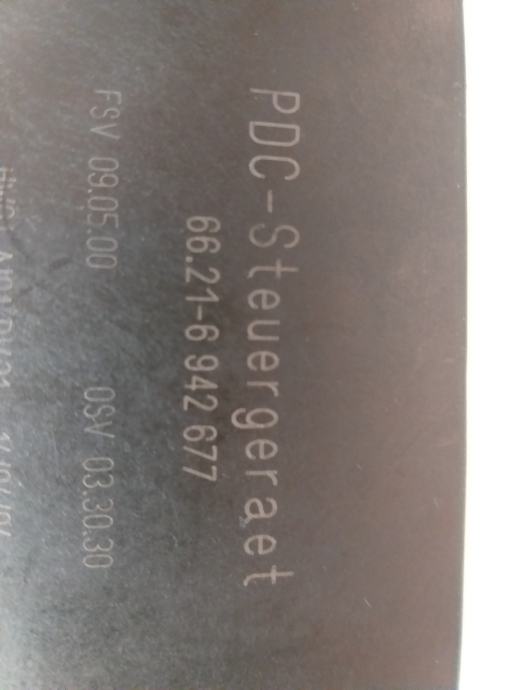 PDC-Steuergeraet
66.21-6 942 677
FSV 09.05.00 OSV 03.30.30